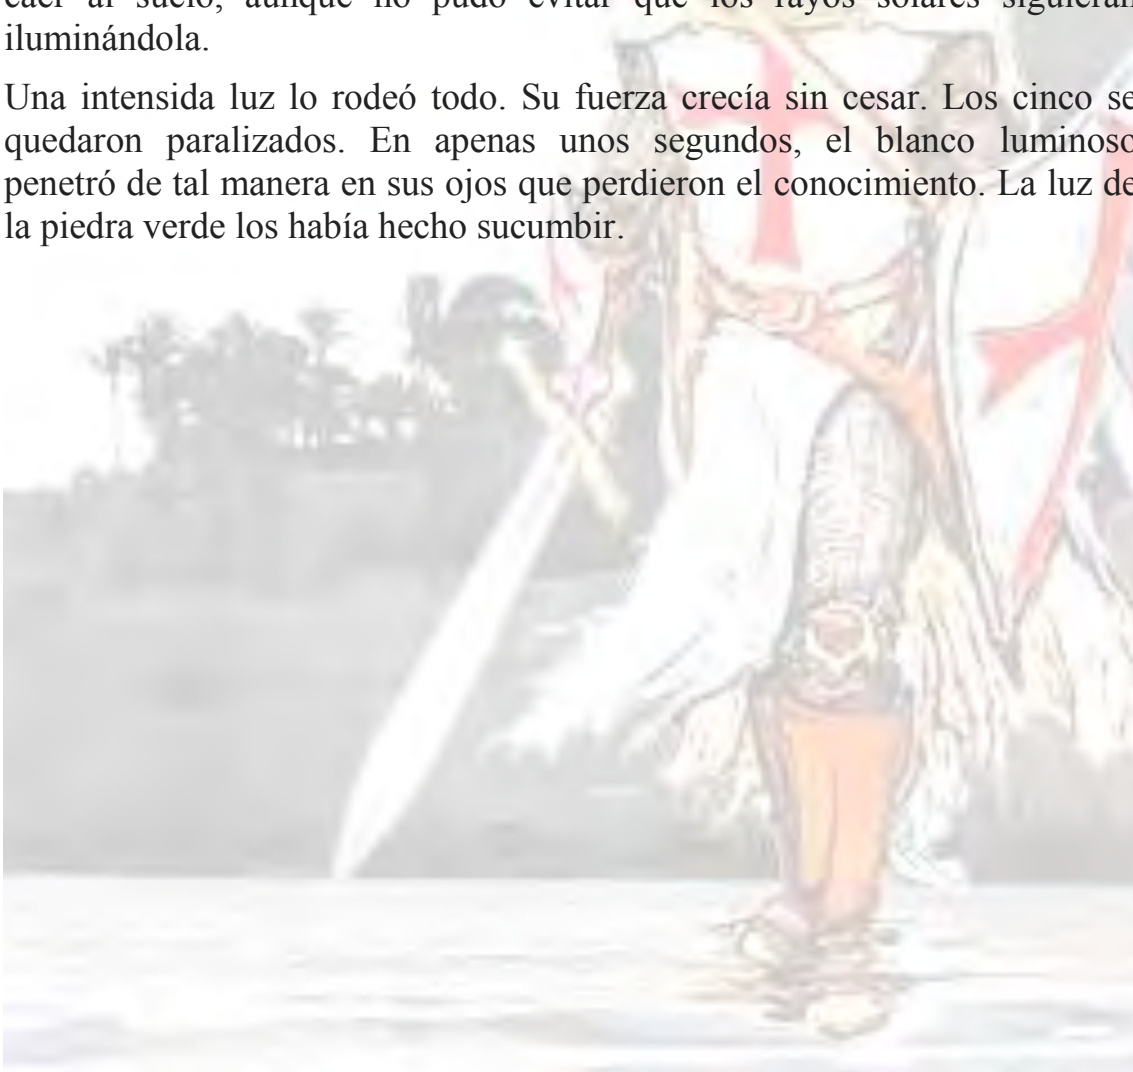 caer al suelo, aunque no pudo evitar que los rayos solares siguieran
iluminándola.
Una intensida luz lo rodeó todo. Su fuerza crecía sin cesar. Los cinco se
quedaron paralizados. En apenas unos segundos, el blanco luminoso
penetró de tal manera en sus ojos que perdieron el conocimiento. La luz de
la piedra verde los había hecho sucumbir.